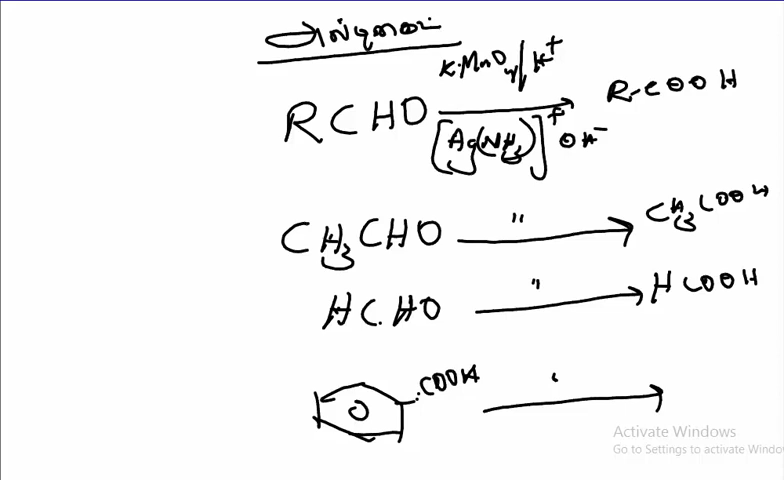 KMnO4/H+
RCHO → R-COOH
[Ag(NH3)2]+ OH-
CH3CHO " → CH3COOH
HCHO " → HCOOH
COOH →
Activate Windows
Go to Settings to activate Windo